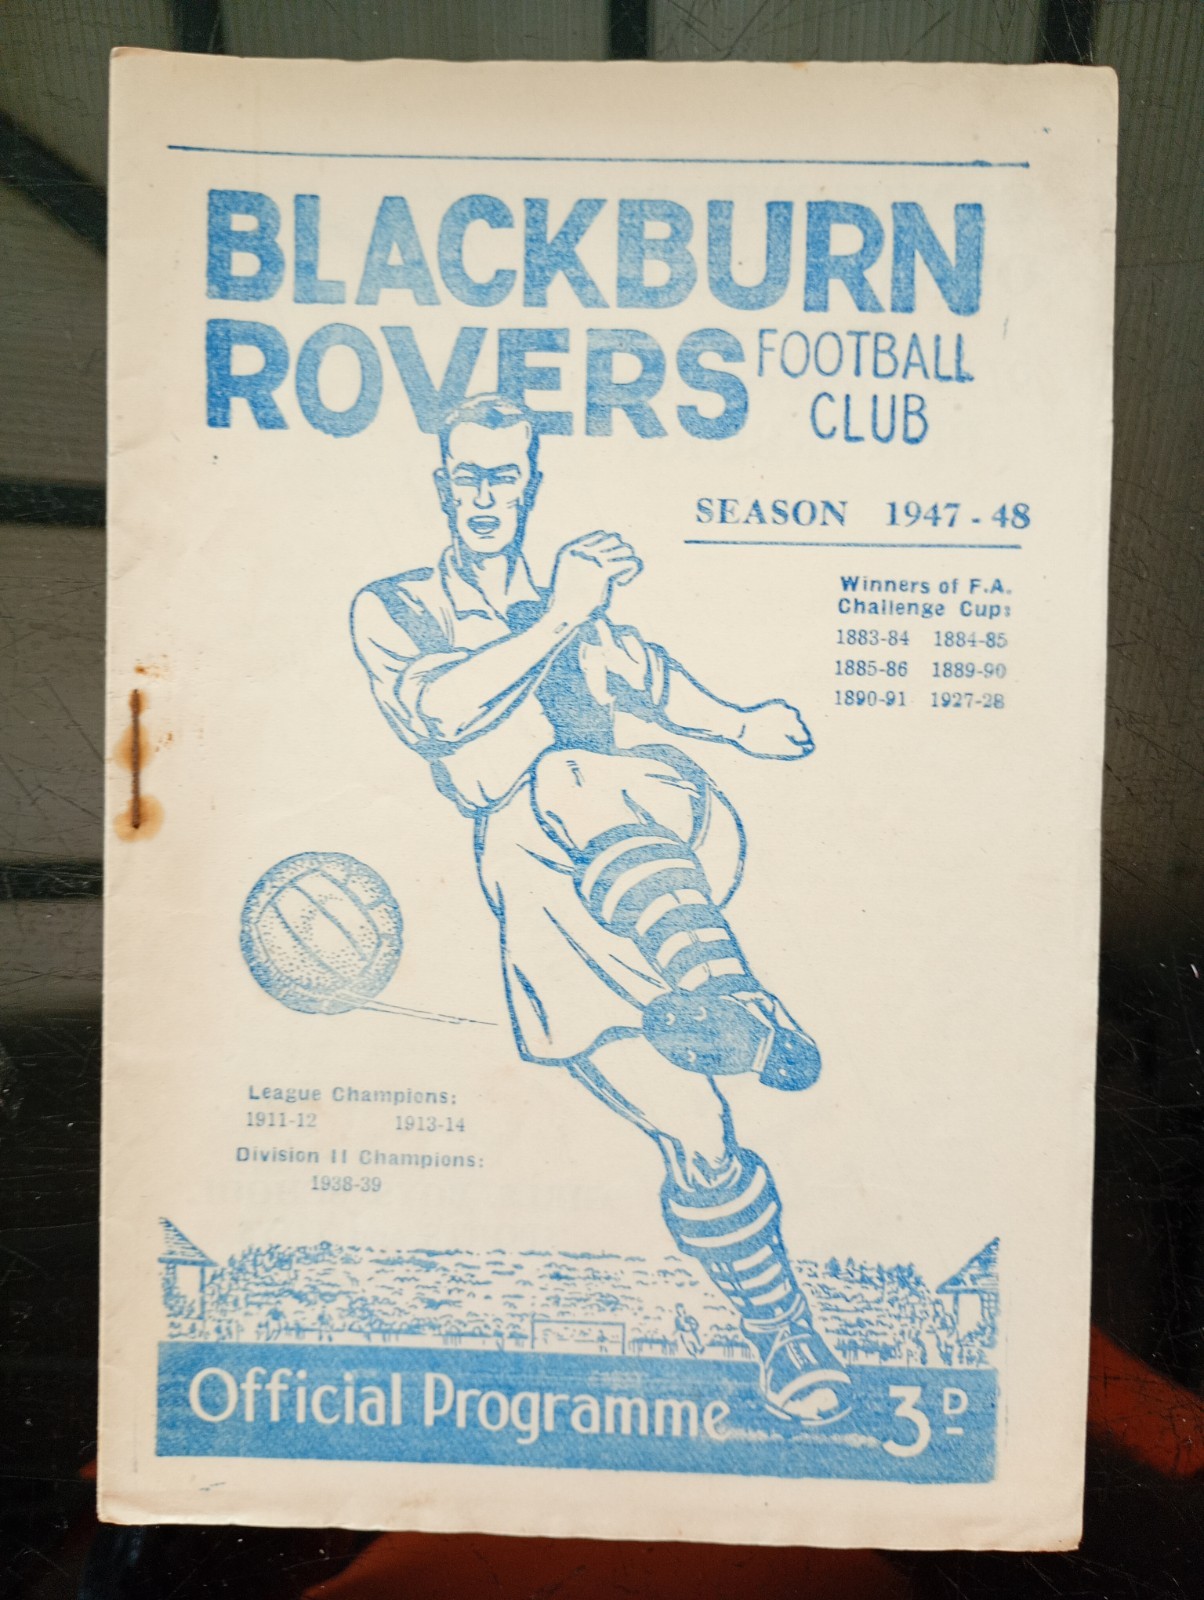 BLACKBURN
ROVERS FOOTBALL
CLUB
SEASON 1947-48
Winners of F.A.
Challenge Cup:
1883-84 1884-85
1885-86 1889-90
1890-91 1927-28
League Champions:
1911-12 1913-14
Division II Champions:
1938-39
Official Programme 3D